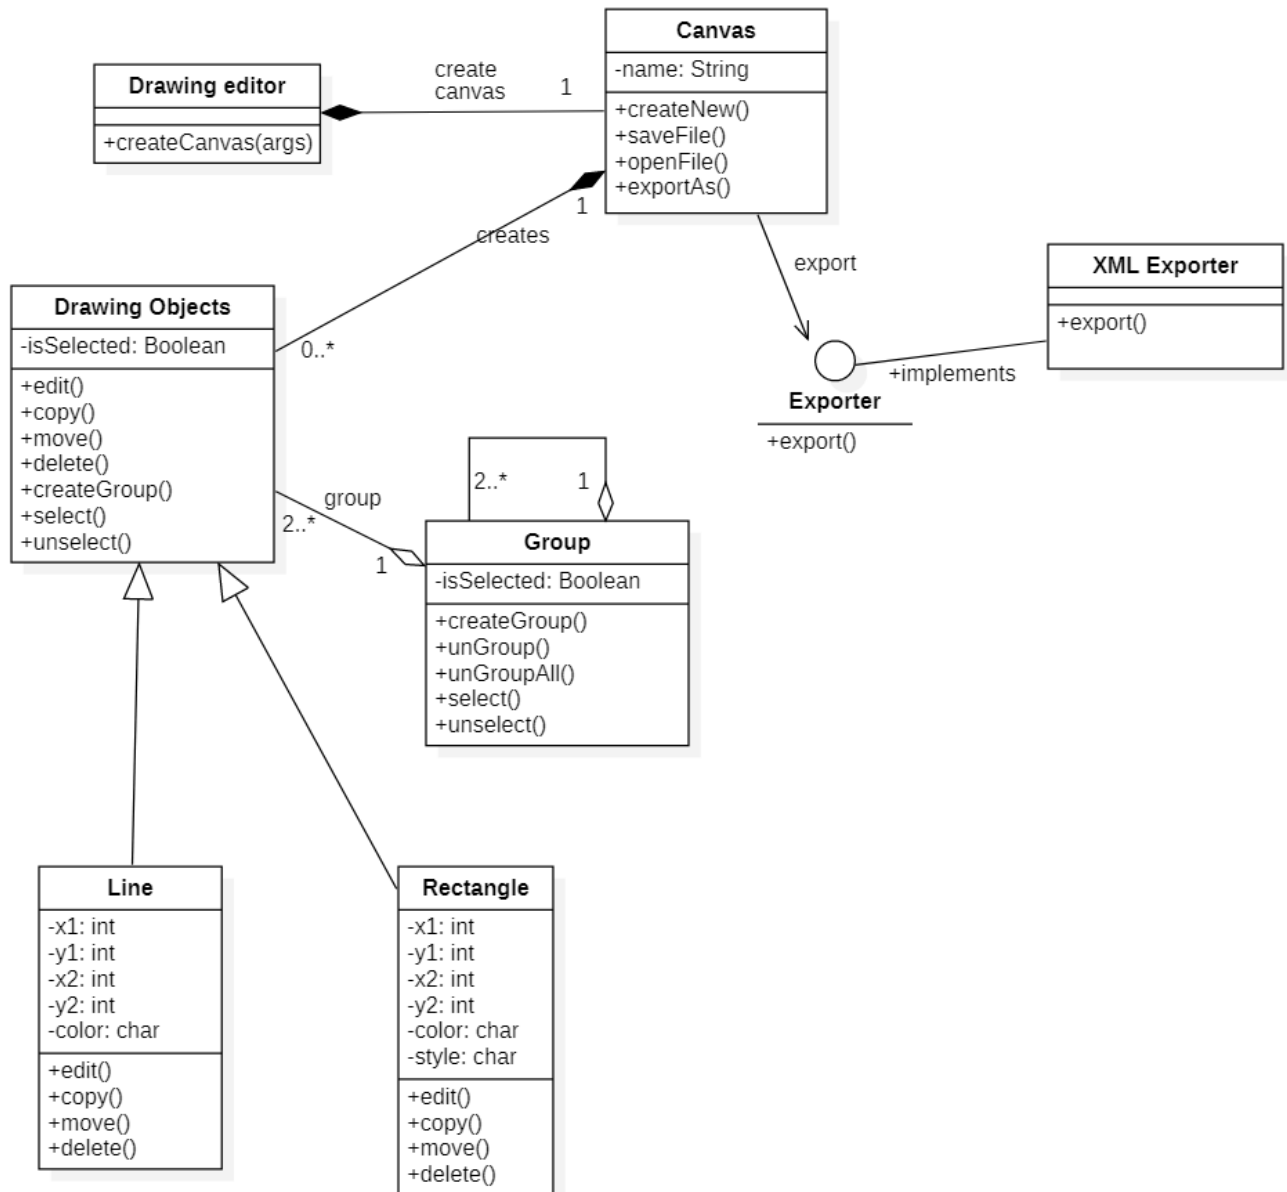 Canvas
-name: String
+createNew()
+saveFile()
+openFile()
+exportAs()
Drawing editor
+createCanvas(args)
create
canvas
1
1
creates
0..*
export
XML Exporter
+export()
+implements
Exporter
+export()
Drawing Objects
-isSelected: Boolean
+edit()
+copy()
+move()
+delete()
+createGroup()
+select()
+unselect()
group
2..*
1
2..*
1
Group
-isSelected: Boolean
+createGroup()
+unGroup()
+unGroupAll()
+select()
+unselect()
Line
-x1: int
-y1: int
-x2: int
-y2: int
-color: char
+edit()
+copy()
+move()
+delete()
Rectangle
-x1: int
-y1: int
-x2: int
-y2: int
-color: char
-style: char
+edit()
+copy()
+move()
+delete()